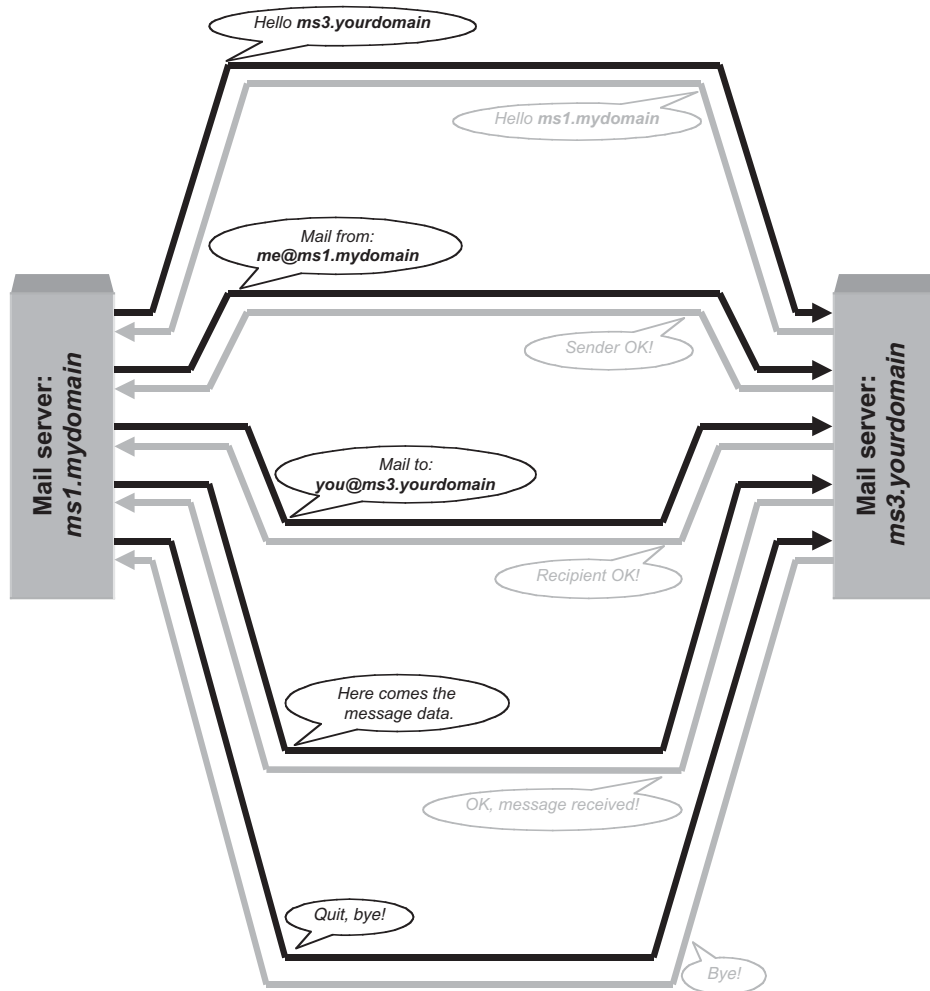 Hello ms3.yourdomain
Hello ms1.mydomain
Mail from:
me@ms1.mydomain
Sender OK!
Mail server:
ms1.mydomain
Mail server:
ms3.yourdomain
Mail to:
you@ms3.yourdomain
Recipient OK!
Here comes the
message data.
OK, message received!
Quit, bye!
Bye!